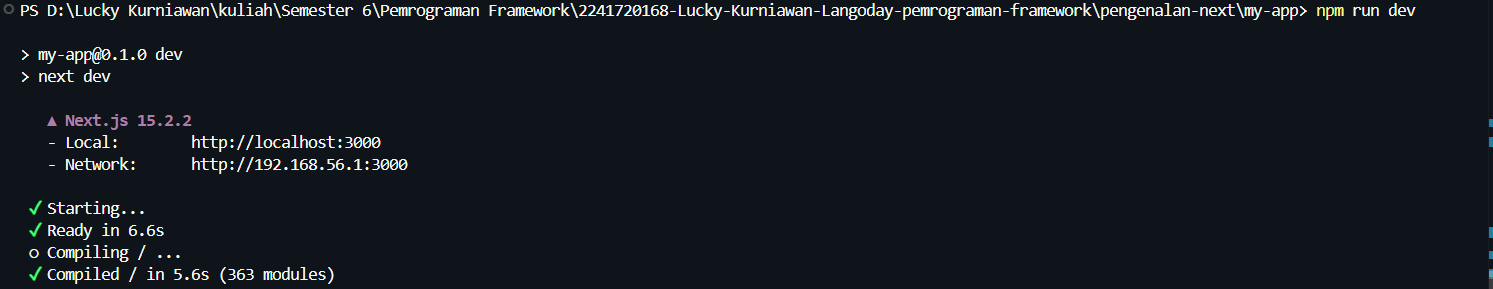 PS D:\Lucky Kurniawan\kuliah\Semester 6\Pemrograman Framework\2241720168-Lucky-Kurniawan-Langoday-pemrograman-framework\pengenalan-next\my-app> npm run dev
> my-app@0.1.0 dev
> next dev
▲ Next.js 15.2.2
- Local: http://localhost:3000
- Network: http://192.168.56.1:3000
✓ Starting...
✓ Ready in 6.6s
○ Compiling / ...
✓ Compiled / in 5.6s (363 modules)